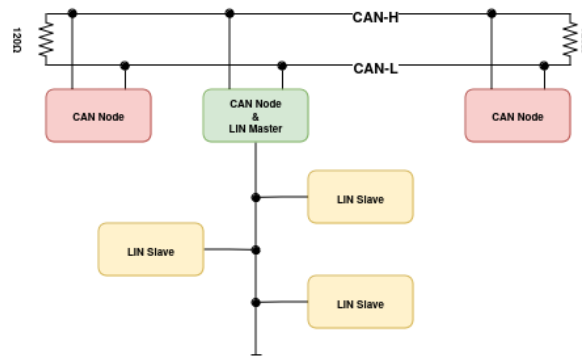 CAN-H
120Ω
CAN-L
CAN Node
CAN Node
&
LIN Master
CAN Node
LIN Slave
LIN Slave
LIN Slave